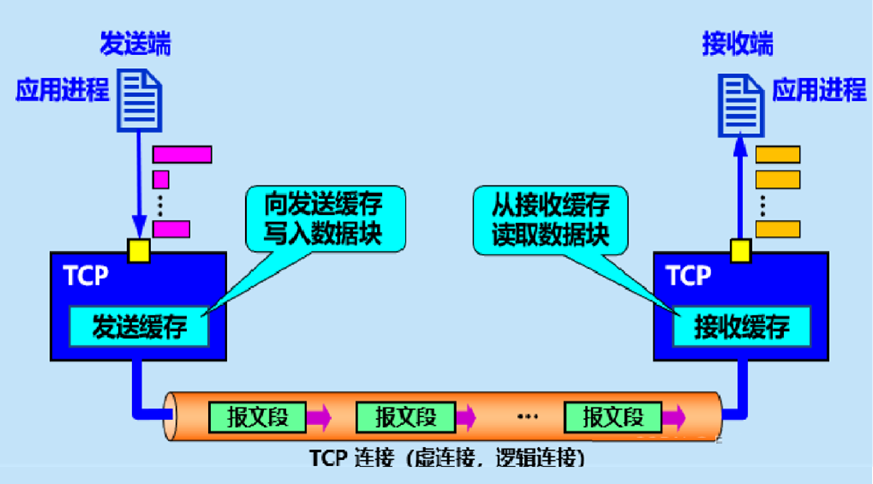 发送端
接收端
应用进程
应用进程
向发送缓存
写入数据块
从接收缓存
读取数据块
TCP
TCP
发送缓存
接收缓存
报文段
报文段
...
报文段
TCP 连接（虚连接，逻辑连接）